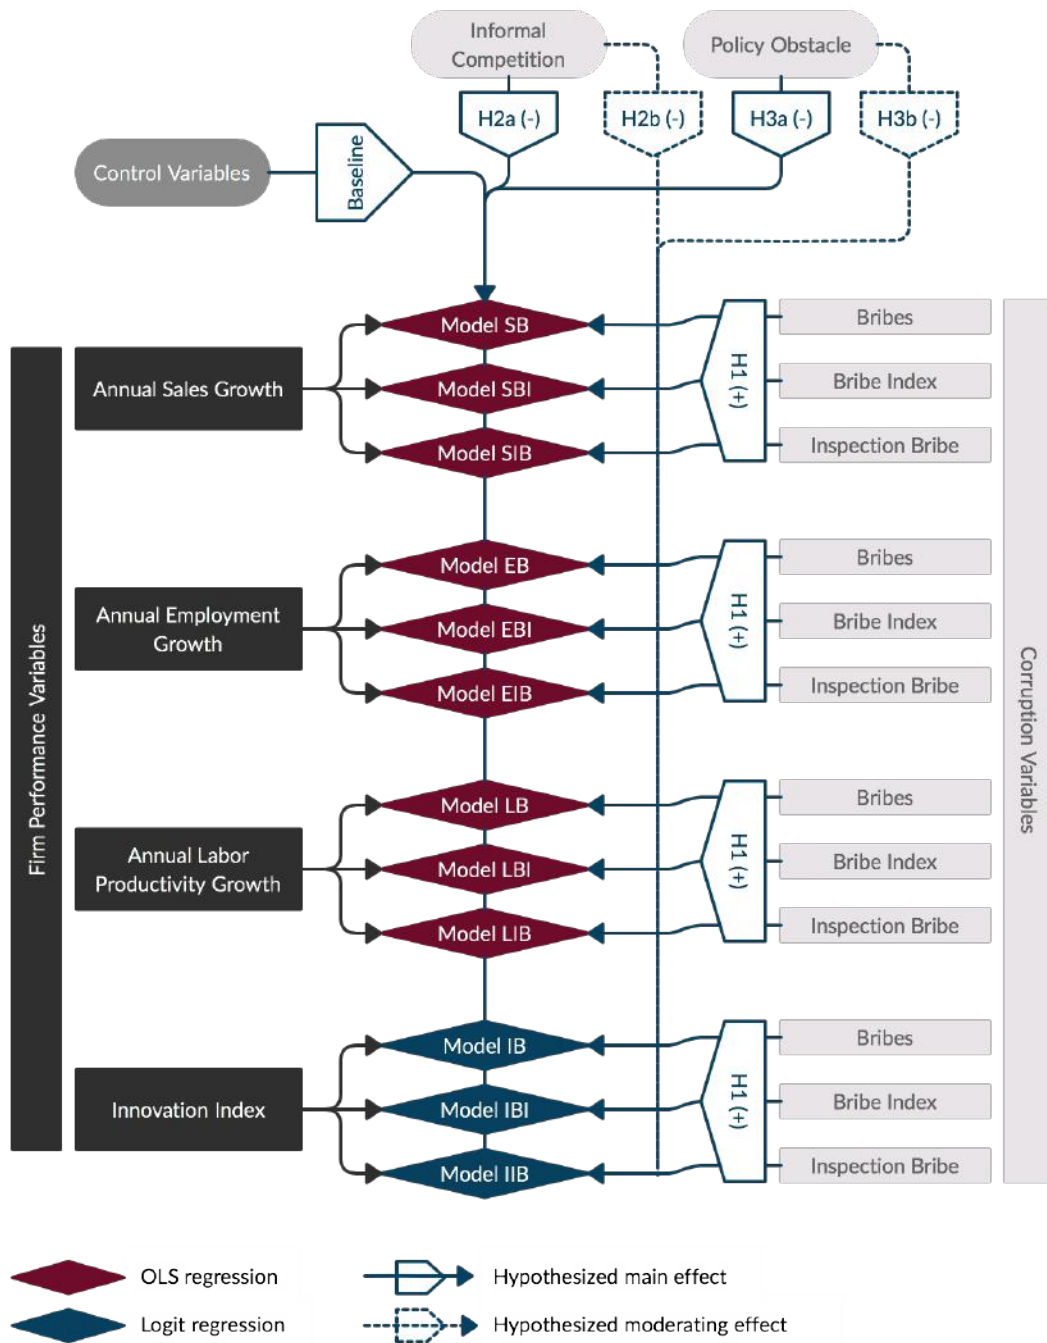 Informal
Competition
Policy Obstacle
H2a (-)
H2b (-)
H3a (-)
H3b (-)
Control Variables
Baseline
Firm Performance Variables
Corruption Variables
Annual Sales Growth
Model SB
Model SBI
Model SIB
H1 (+)
Bribes
Bribe Index
Inspection Bribe
Annual Employment
Growth
Model EB
Model EBI
Model EIB
H1 (+)
Bribes
Bribe Index
Inspection Bribe
Annual Labor
Productivity Growth
Model LB
Model LBI
Model LIB
H1 (+)
Bribes
Bribe Index
Inspection Bribe
Innovation Index
Model IB
Model IBI
Model IIB
H1 (+)
Bribes
Bribe Index
Inspection Bribe
OLS regression
Hypothesized main effect
Logit regression
Hypothesized moderating effect